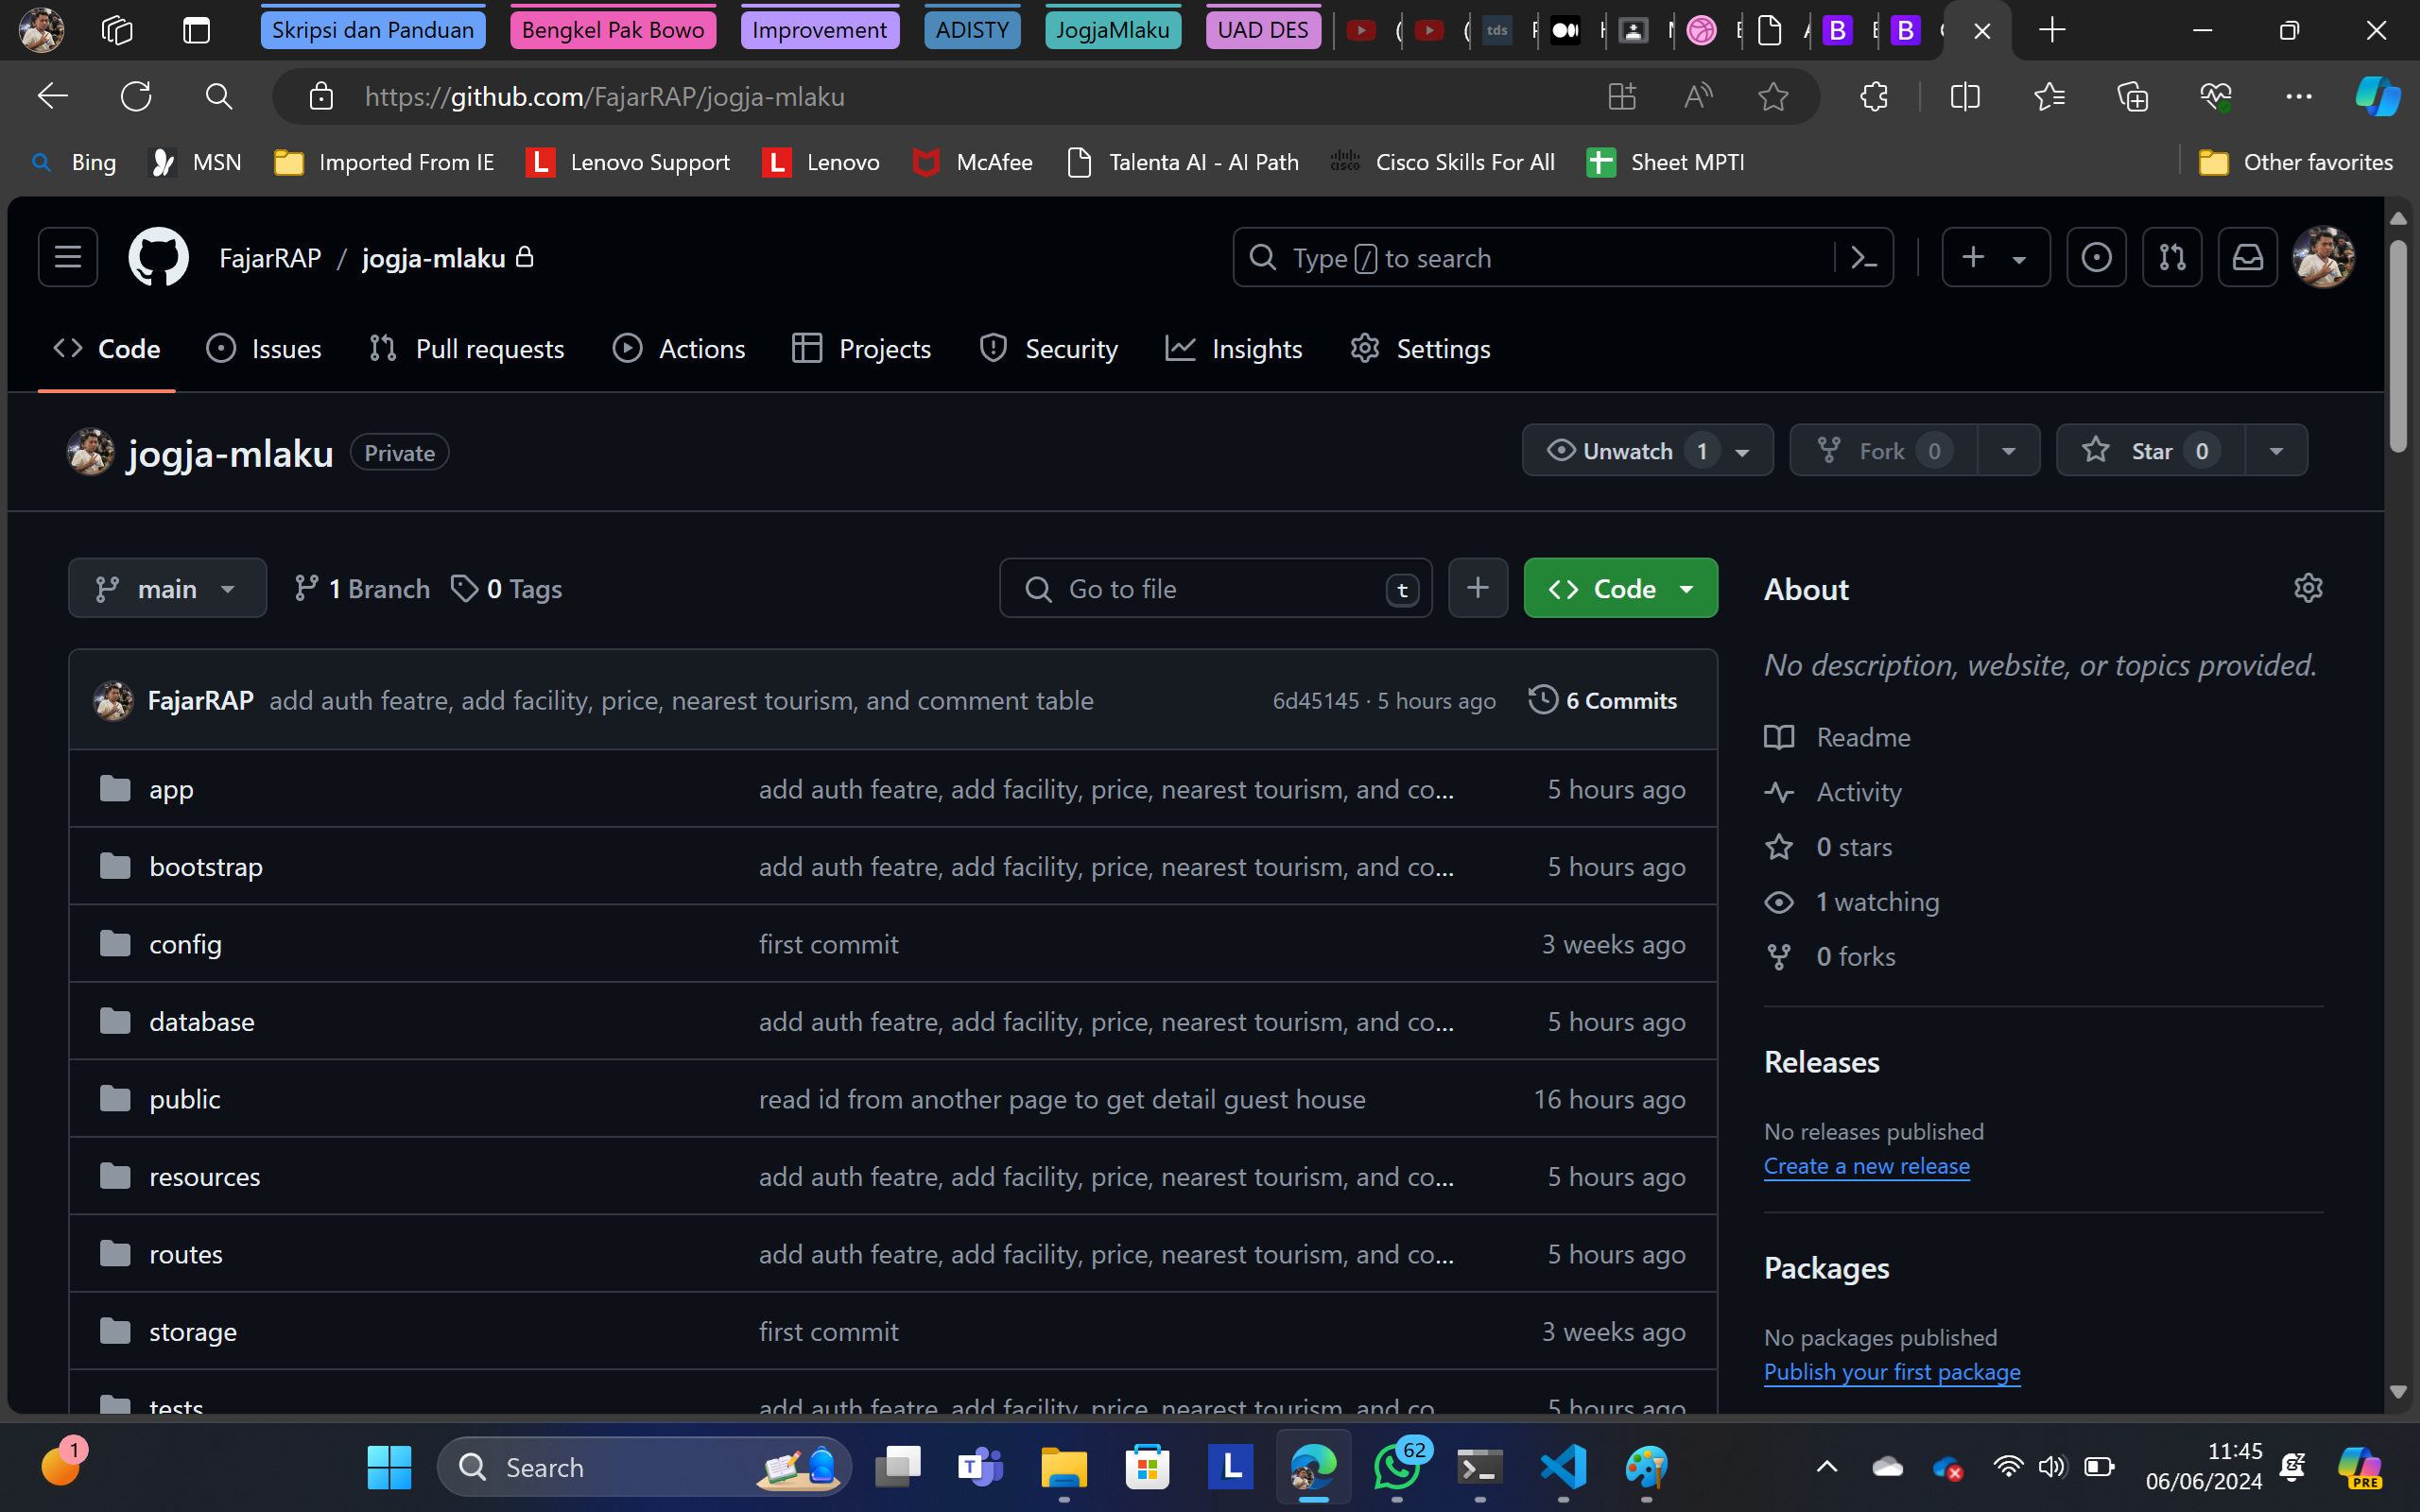 Skripsi dan Panduan Bengkel Pak Bowo Improvement ADISTY JogjaMlaku UAD DES
https://github.com/FajarRAP/jogja-mlaku
Bing MSN Imported From IE L Lenovo Support L Lenovo McAfee Talenta AI - AI Path Cisco Skills For All Sheet MPTI Other favorites
FajarRAP / jogja-mlaku Type / to search
Code Issues Pull requests Actions Projects Security Insights Settings
jogja-mlaku Private Unwatch 1 Fork 0 Star 0
main 1 Branch 0 Tags Go to file t Code
FajarRAP add auth featre, add facility, price, nearest tourism, and comment table 6d45145 · 5 hours ago 6 Commits
app add auth featre, add facility, price, nearest tourism, and co... 5 hours ago
bootstrap add auth featre, add facility, price, nearest tourism, and co... 5 hours ago
config first commit 3 weeks ago
database add auth featre, add facility, price, nearest tourism, and co... 5 hours ago
public read id from another page to get detail guest house 16 hours ago
resources add auth featre, add facility, price, nearest tourism, and co... 5 hours ago
routes add auth featre, add facility, price, nearest tourism, and co... 5 hours ago
storage first commit 3 weeks ago
tests add auth featre, add facility, price, nearest tourism, and co... 5 hours ago
About
No description, website, or topics provided.
Readme
Activity
0 stars
1 watching
0 forks
Releases
No releases published
Create a new release
Packages
No packages published
Publish your first package
1 Search 62 11:45
06/06/2024 PRE